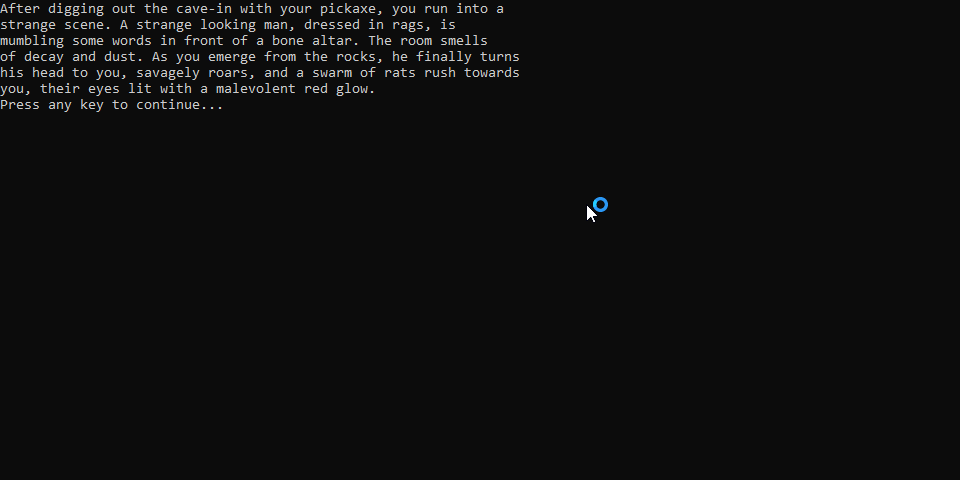 After digging out the cave-in with your pickaxe, you run into a
strange scene. A strange looking man, dressed in rags, is
mumbling some words in front of a bone altar. The room smells
of decay and dust. As you emerge from the rocks, he finally turns
his head to you, savagely roars, and a swarm of rats rush towards
you, their eyes lit with a malevolent red glow.
Press any key to continue...